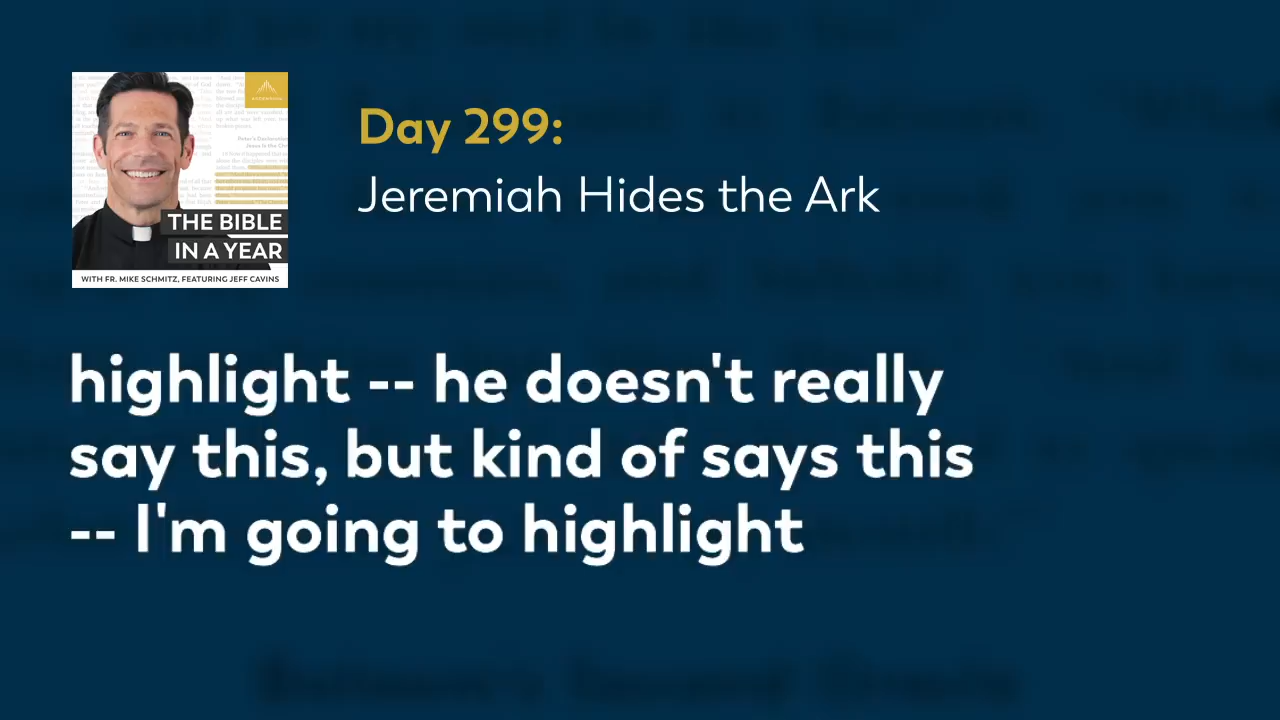 THE BIBLE
IN A YEAR
WITH FR. MIKE SCHMITZ, FEATURING JEFF CAVINS
Day 299:
Jeremiah Hides the Ark
highlight -- he doesn't really
say this, but kind of says this
-- I'm going to highlight